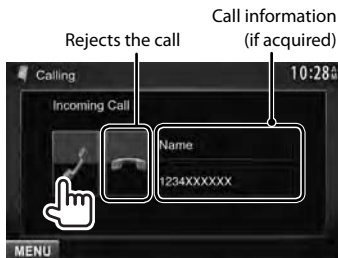 Call information
Rejects the call (if acquired)
Calling 10:28
Incoming Call
Name
1234XXXXXX
MENU